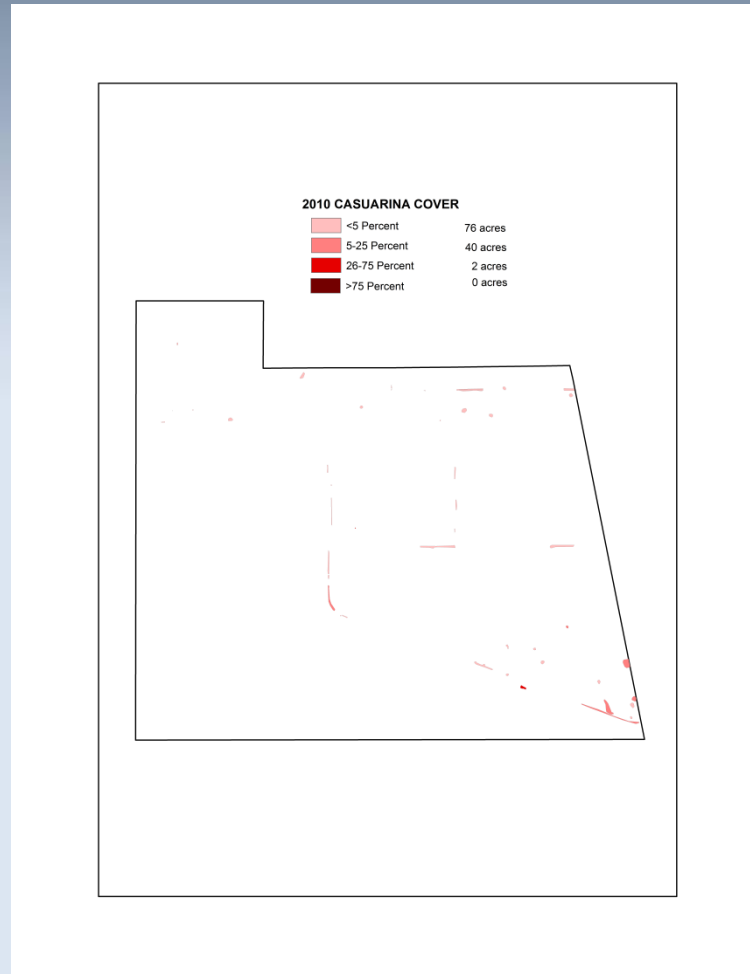 2010 CASUARINA COVER
<5 Percent 76 acres
5-25 Percent 40 acres
26-75 Percent 2 acres
>75 Percent 0 acres